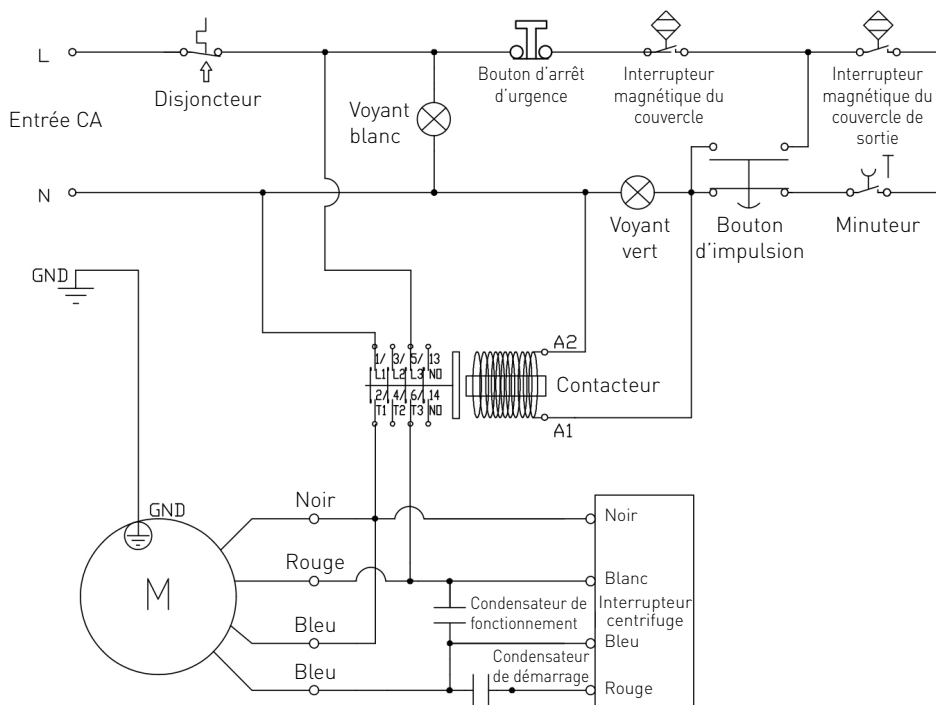 L
Disjoncteur
Entrée CA
Voyant
blanc
Bouton d'arrêt
d'urgence
Interrupteur
magnétique du
couvercle
Interrupteur
magnétique du
couvercle de
sortie
N
Voyant
vert
Bouton
d'impulsion
Minuteur
GND
1/ 3/ 5/ 13
L1 L2 L3 NO
2/ 4/ 6/ 14
T1 T2 T3 NO
A2
Contacteur
A1
GND
M
Noir
Rouge
Bleu
Bleu
Condensateur de
fonctionnement
Condensateur
de démarrage
Noir
Blanc
Interrupteur
centrifuge
Bleu
Rouge